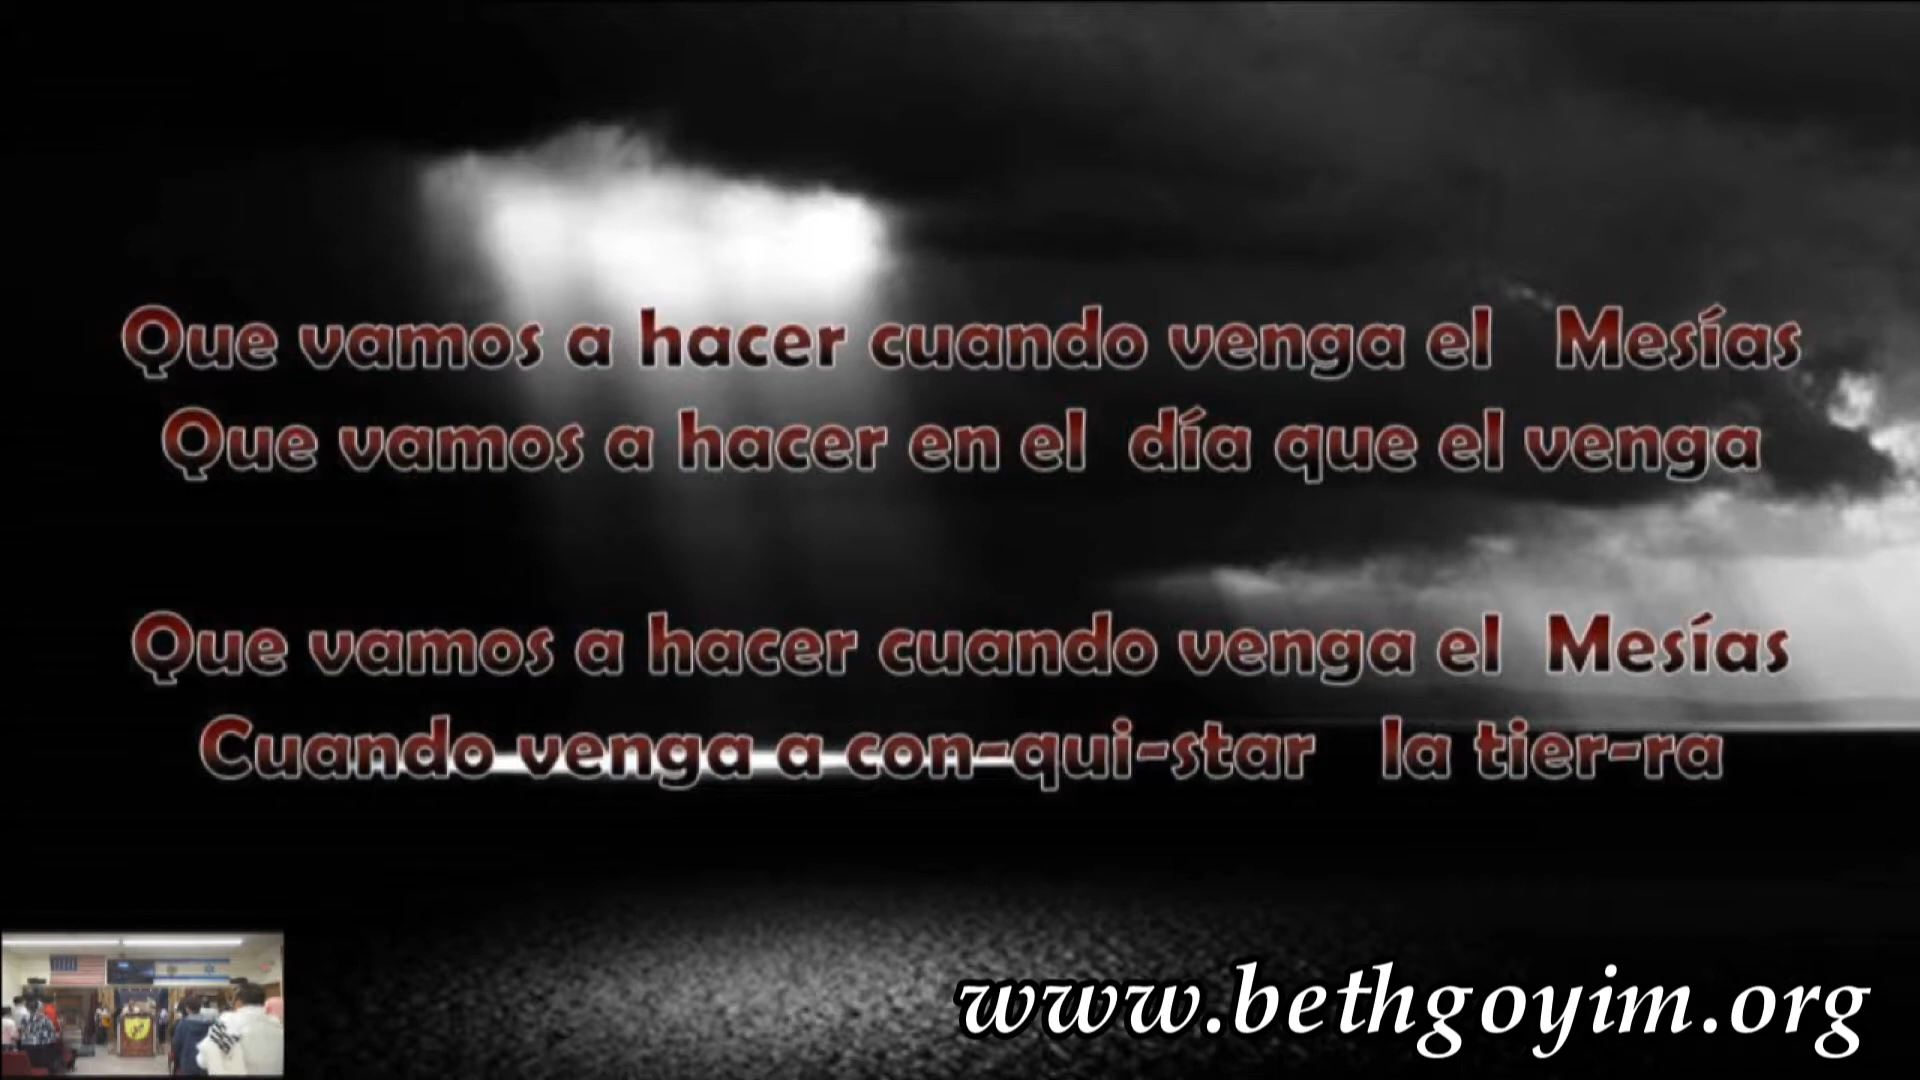 Que vamos a hacer cuando venga el Mesías
Que vamos a hacer en el día que el venga
Que vamos a hacer cuando venga el Mesías
Cuando venga a con-qui-star la tier-ra
www.bethgoyim.org